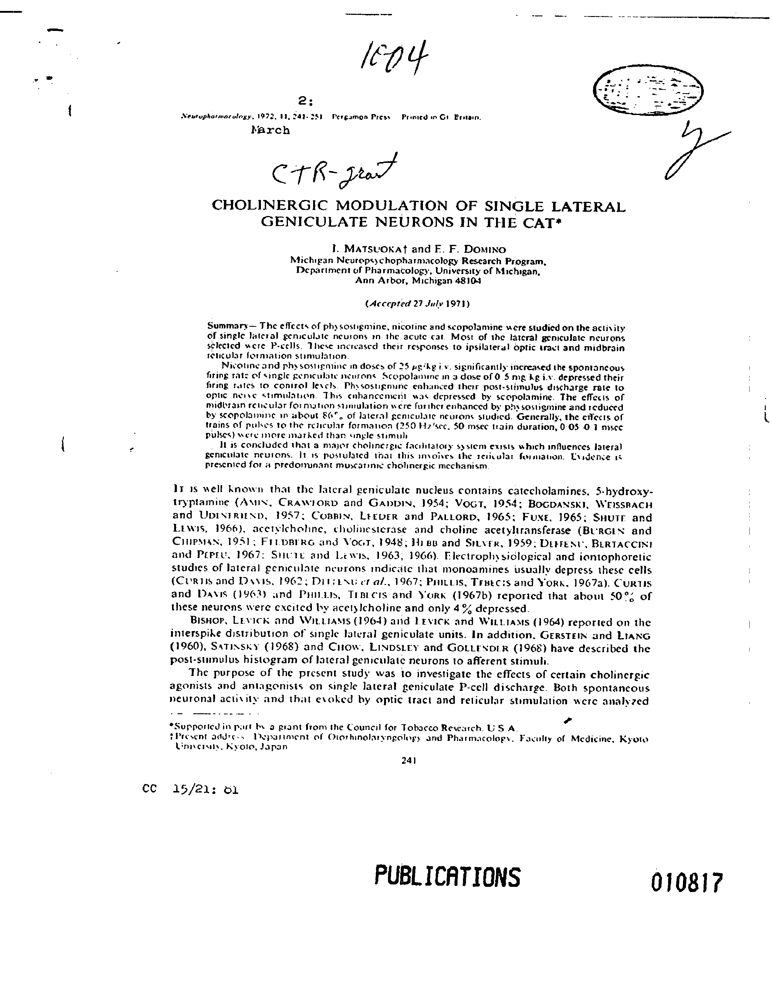 1004
2:
Neuropharmacology, 1972, 11, 241-251 Pergamon Press Printed in Gt. Britain.
March
CTR-grant
CHOLINERGIC MODULATION OF SINGLE LATERAL
GENICULATE NEURONS IN THE CAT*
I. MATSUOKA† and E. F. DOMINO
Michigan Neuropsychopharmacology Research Program,
Department of Pharmacology, University of Michigan,
Ann Arbor, Michigan 48104
(Accepted 27 July 1971)
Summary— The effects of physostigmine, nicotine and scopolamine were studied on the activity
of single lateral geniculate neurons in the acute cat. Most of the lateral geniculate neurons
selected were P-cells. These increased their responses to ipsilateral optic tract and midbrain
reticular formation stimulation.
Nicotine and physostigmine in doses of 25 µg/kg i.v. significantly increased the spontaneous
firing rate of single geniculate neurons. Scopolamine in a dose of 0·5 mg kg i.v. depressed their
firing rates to control levels. Physostigmine enhanced their post-stimulus discharge rate to
optic nerve stimulation. This enhancement was depressed by scopolamine. The effects of
midbrain reticular formation stimulation were further enhanced by physostigmine and reduced
by scopolamine in about 86% of lateral geniculate neurons studied. Generally, the effects of
trains of pulses to the reticular formation (250 Hz/sec, 50 msec train duration, 0·05-0·1 msec
pulses) were more marked than single stimuli.
It is concluded that a major cholinergic facilitatory system exists which influences lateral
geniculate neurons. It is postulated that this involves the reticular formation. Evidence is
presented for a predominant muscarinic cholinergic mechanism.
IT is well known that the lateral geniculate nucleus contains catecholamines, 5-hydroxy-
tryptamine (AMIN, CRAWFORD and GADDIN, 1954; VOGT, 1954; BOGDANSKI, WEISSBACH
and UDENFRIEND, 1957; COBBIN, LEEDER and PALLORD, 1965; FUXE, 1965; SHUTE and
LEWIS, 1966), acetylcholine, cholinesterase and choline acetyltransferase (BURGEN and
CHIPMAN, 1951; FELDBERG and VOGT, 1948; HEBB and SILVER, 1959; DEFFENU, BERTACCINI
and PEPEU, 1967; SHUTE and LEWIS, 1963, 1966). Electrophysiological and iontophoretic
studies of lateral geniculate neurons indicate that monoamines usually depress these cells
(CURTIS and DAVIS, 1962; DEFFENU et al., 1967; PHILLIS, TEBECIS and YORK, 1967a). CURTIS
and DAVIS (1963) and PHILLIS, TEBECIS and YORK (1967b) reported that about 50% of
these neurons were excited by acetylcholine and only 4% depressed.
BISHOP, LEVICK and WILLIAMS (1964) and LEVICK and WILLIAMS (1964) reported on the
interspike distribution of single lateral geniculate units. In addition, GERSTEIN and LIANG
(1960), SATINSKY (1968) and CHOW, LINDSLEY and GOLLENDER (1968) have described the
post-stimulus histogram of lateral geniculate neurons to afferent stimuli.
The purpose of the present study was to investigate the effects of certain cholinergic
agonists and antagonists on single lateral geniculate P-cell discharge. Both spontaneous
neuronal activity and that evoked by optic tract and reticular stimulation were analyzed
*Supported in part by a grant from the Council for Tobacco Research, U.S.A.
†Present address: Department of Otorhinolaryngology and Pharmacology, Faculty of Medicine, Kyoto
University, Kyoto, Japan
241
CC 15/21: 01
PUBLICATIONS
010817